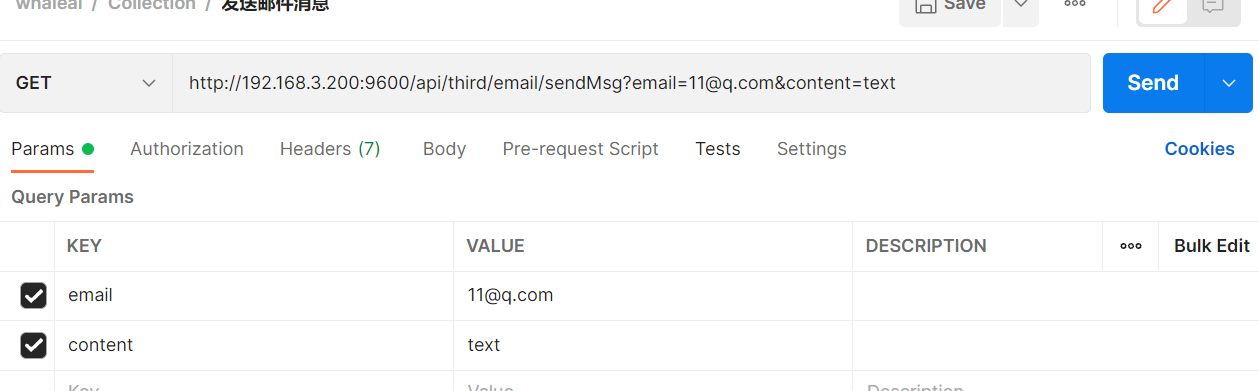 whaleal / Collection / 发送邮件消息
Save
GET
http://192.168.3.200:9600/api/third/email/sendMsg?email=11@q.com&content=text
Send
Params Authorization Headers (7) Body Pre-request Script Tests Settings Cookies
Query Params
KEY VALUE DESCRIPTION Bulk Edit
email 11@q.com
content text
Key Value Description